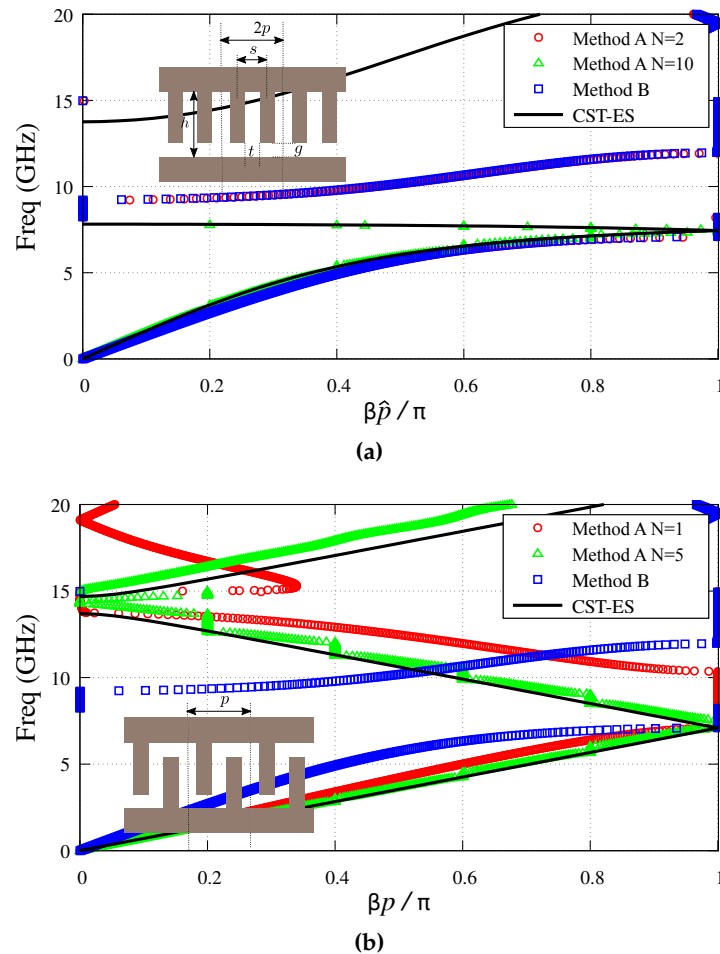 20
15
10
5
0
Freq (GHz)
2p
s
h
t
g
Method A N=2
Method A N=10
Method B
CST-ES
0
0.2
0.4
0.6
0.8
1
βp̂ / π
(a)
20
15
10
5
0
Freq (GHz)
p
Method A N=1
Method A N=5
Method B
CST-ES
0
0.2
0.4
0.6
0.8
1
βp / π
(b)